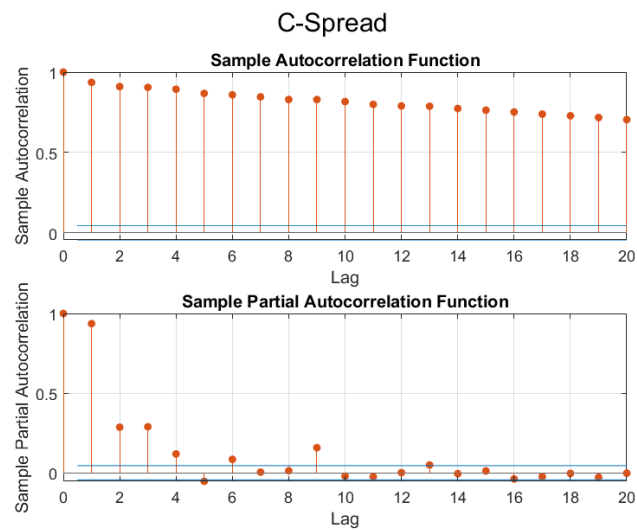 C-Spread
Sample Autocorrelation Function
Sample Autocorrelation
1
0.5
0
0 2 4 6 8 10 12 14 16 18 20
Lag
Sample Partial Autocorrelation Function
Sample Partial Autocorrelation
1
0.5
0
0 2 4 6 8 10 12 14 16 18 20
Lag